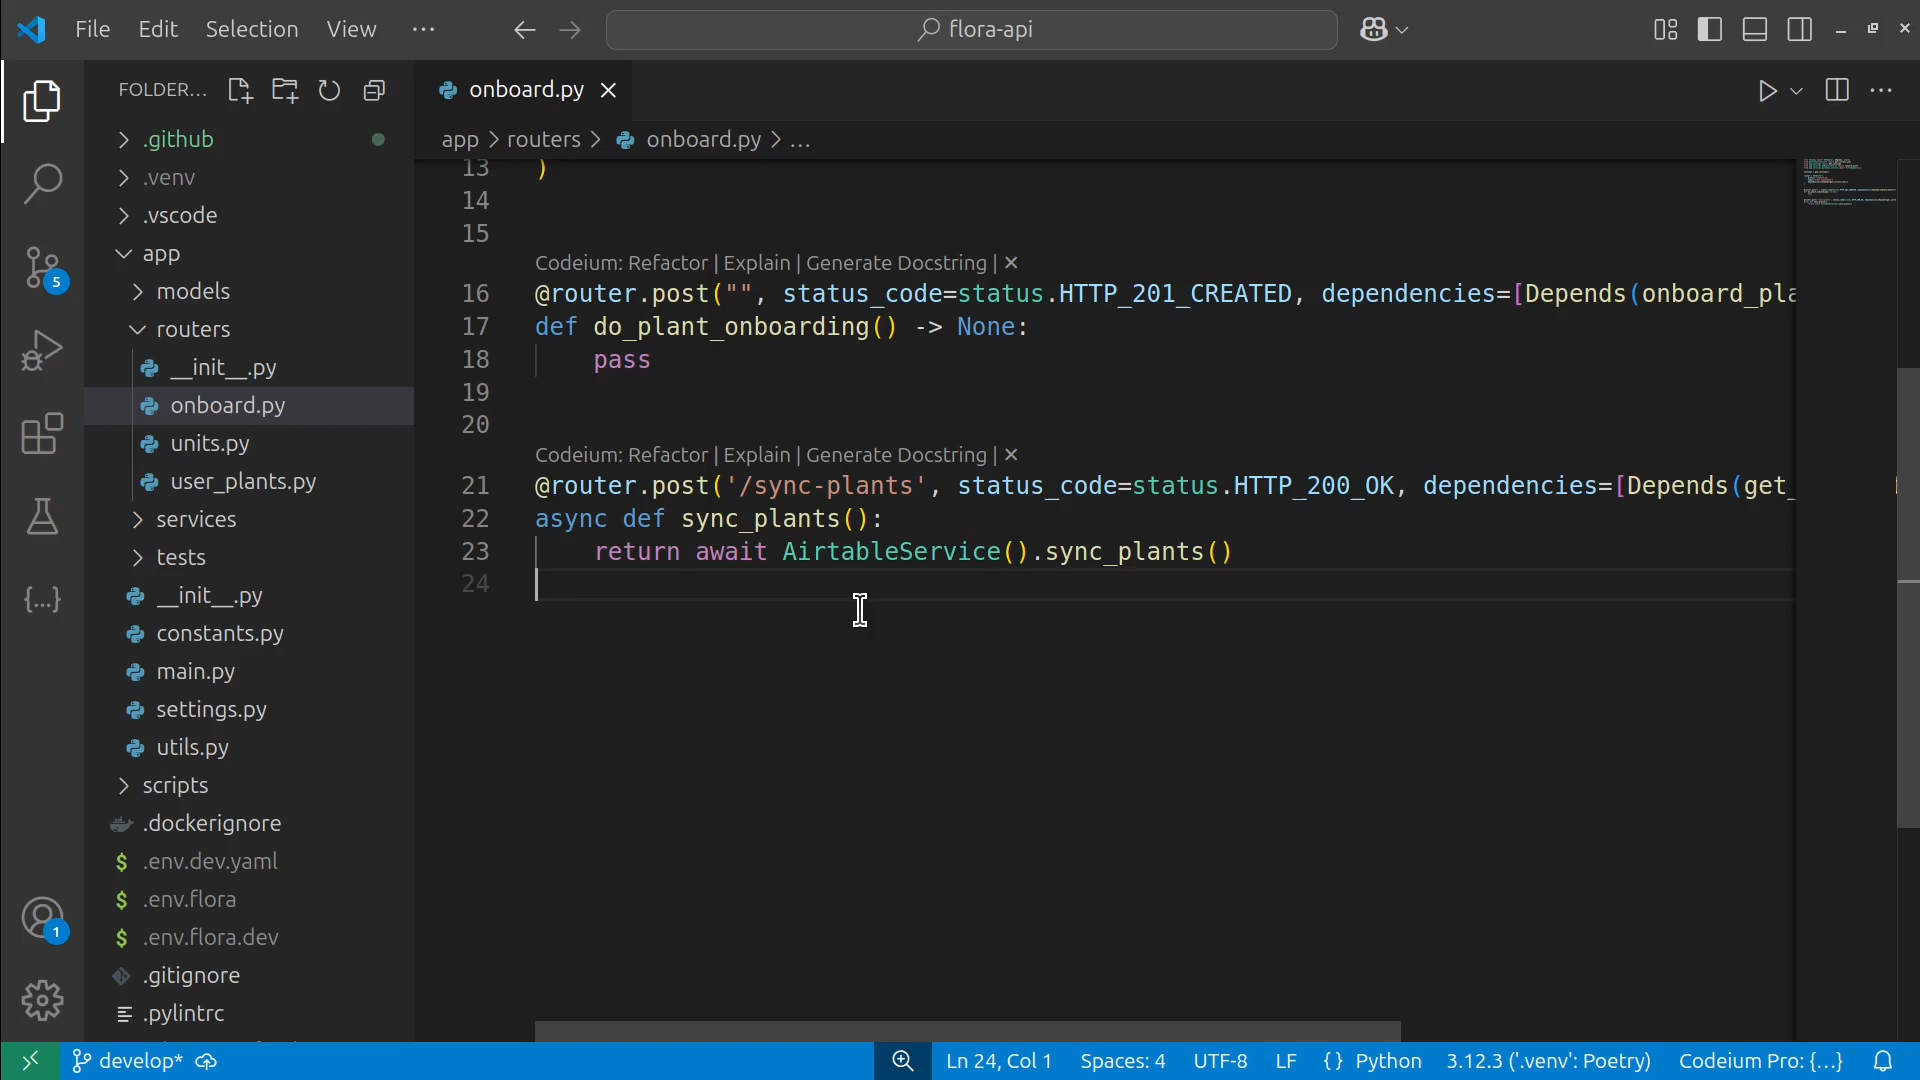 File Edit Selection View ···
flora-api
FOLDER...
onboard.py
app > routers > onboard.py > ...
.github
.venv
.vscode
app
models
routers
__init__.py
onboard.py
units.py
user_plants.py
services
tests
__init__.py
constants.py
main.py
settings.py
utils.py
scripts
.dockerignore
.env.dev.yaml
.env.flora
.env.flora.dev
.gitignore
.pylintrc
5
1
13 )
14
15
Codeium: Refactor | Explain | Generate Docstring | ✕
16 @router.post("", status_code=status.HTTP_201_CREATED, dependencies=[Depends(onboard_pla
17 def do_plant_onboarding() -> None:
18 pass
19
20
Codeium: Refactor | Explain | Generate Docstring | ✕
21 @router.post('/sync-plants', status_code=status.HTTP_200_OK, dependencies=[Depends(get_
22 async def sync_plants():
23 return await AirtableService().sync_plants()
24
develop* Ln 24, Col 1 Spaces: 4 UTF-8 LF {} Python 3.12.3 ('.venv': Poetry) Codeium Pro: {...}